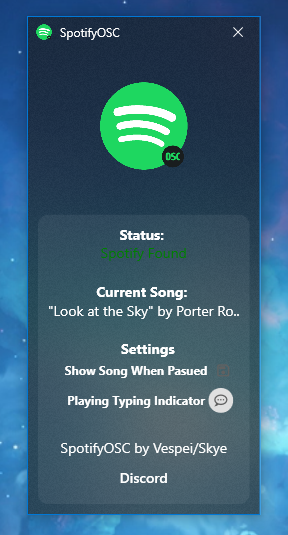 SpotifyOSC
OSC
Status:
Spotify Found
Current Song:
"Look at the Sky" by Porter Ro..
Settings
Show Song When Pasued
Playing Typing Indicator
SpotifyOSC by Vespei/Skye
Discord